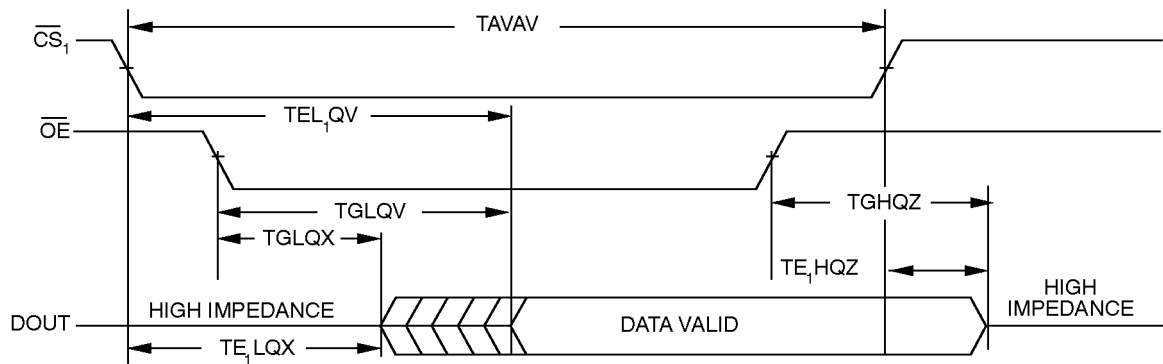 TAVAV
CS₁
TEL₁QV
OE
TGLQV
TGHQZ
TGLQX
TE₁HQZ
HIGH IMPEDANCE
DATA VALID
HIGH
IMPEDANCE
DOUT
TE₁LQX